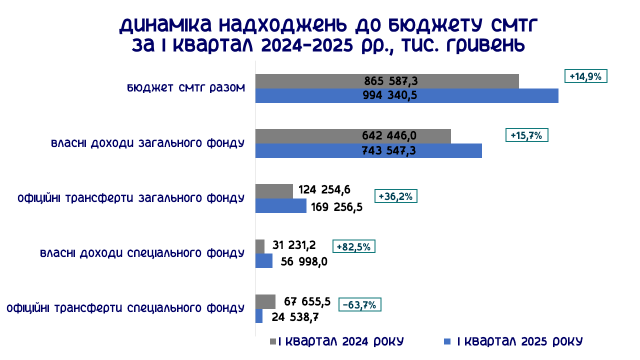 ДИНАМІКА НАДХОДЖЕНЬ ДО БЮДЖЕТУ СМТГ
ЗА І КВАРТАЛ 2024-2025 РР., ТИС. ГРИВЕНЬ
БЮДЖЕТ СМТГ РАЗОМ
865 587,3
994 340,5
+14,9%
ВЛАСНІ ДОХОДИ ЗАГАЛЬНОГО ФОНДУ
642 446,0
743 547,3
+15,7%
ОФІЦІЙНІ ТРАНСФЕРТИ ЗАГАЛЬНОГО ФОНДУ
124 254,6
169 256,5
+36,2%
ВЛАСНІ ДОХОДИ СПЕЦІАЛЬНОГО ФОНДУ
31 231,2
56 998,0
+82,5%
ОФІЦІЙНІ ТРАНСФЕРТИ СПЕЦІАЛЬНОГО ФОНДУ
67 655,5
24 538,7
-63,7%
І КВАРТАЛ 2024 РОКУ
І КВАРТАЛ 2025 РОКУ